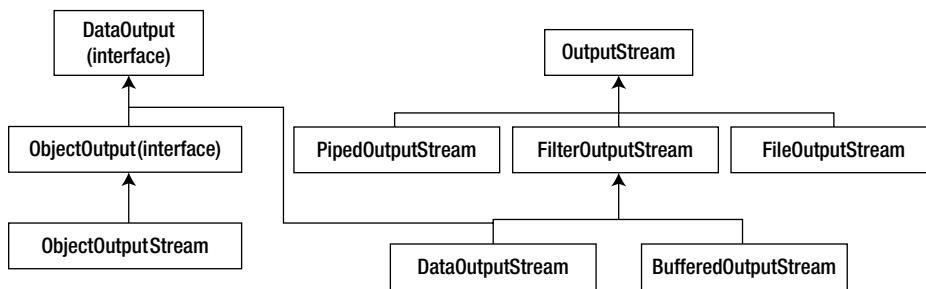 DataOutput
(interface)
OutputStream
ObjectOutput(interface)
PipedOutputStream
FilterOutputStream
FileOutputStream
ObjectOutputStream
DataOutputStream
BufferedOutputStream